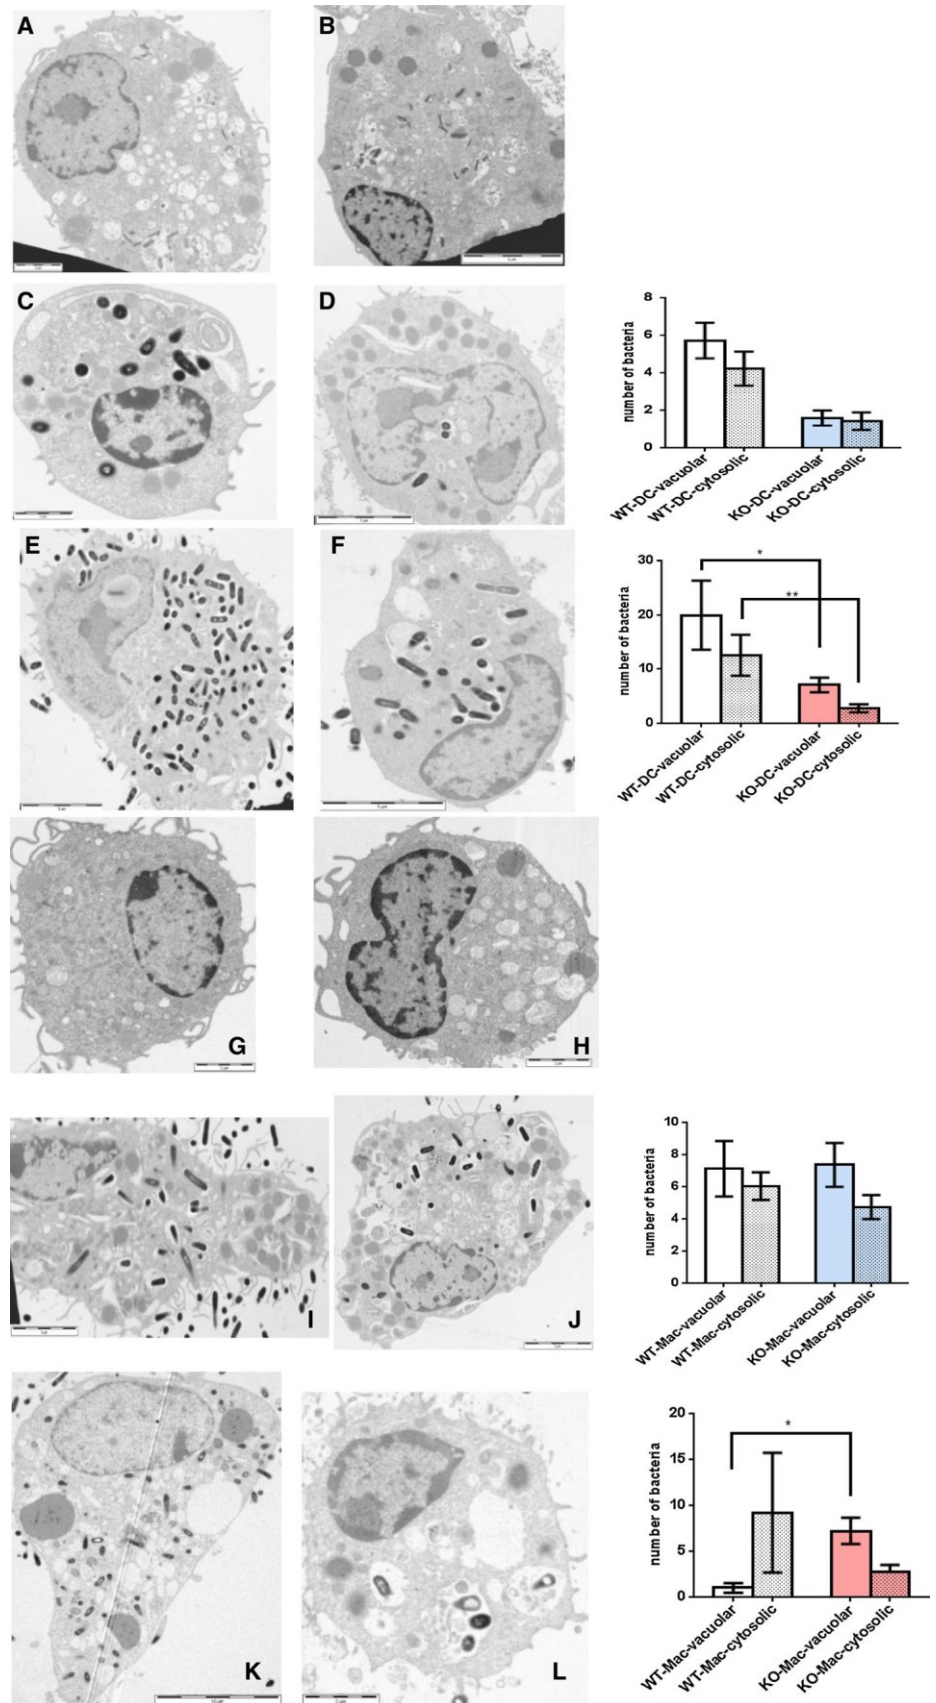 A
B
C
D
8
6
4
2
0
number of bacteria
WT-DC-vacuolar
WT-DC-cytosolic
KO-DC-vacuolar
KO-DC-cytosolic
E
F
30
20
10
0
number of bacteria
*
**
WT-DC-vacuolar
WT-DC-cytosolic
KO-DC-vacuolar
KO-DC-cytosolic
G
H
I
J
10
8
6
4
2
0
number of bacteria
WT-Mac-vacuolar
WT-Mac-cytosolic
KO-Mac-vacuolar
KO-Mac-cytosolic
K
L
20
15
10
5
0
number of bacteria
*
WT-Mac-vacuolar
WT-Mac-cytosolic
KO-Mac-vacuolar
KO-Mac-cytosolic